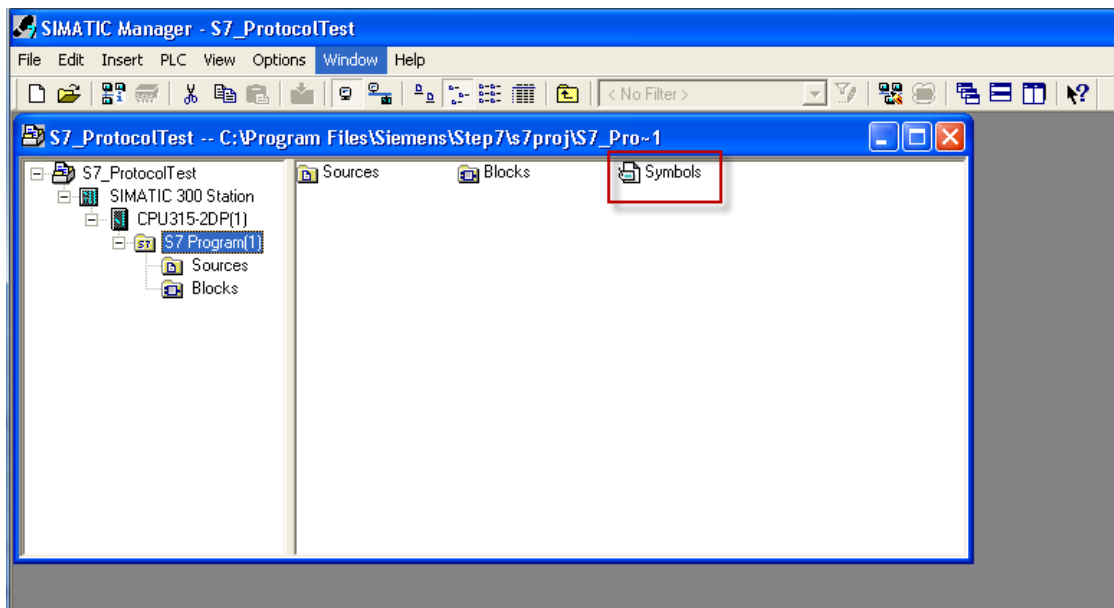 SIMATIC Manager - S7_ProtocolTest
File Edit Insert PLC View Options Window Help
< No Filter >
S7_ProtocolTest -- C:\Program Files\Siemens\Step7\s7proj\S7_Pro~1
S7_ProtocolTest
SIMATIC 300 Station
CPU315-2DP(1)
S7 Program(1)
Sources
Blocks
Sources Blocks Symbols